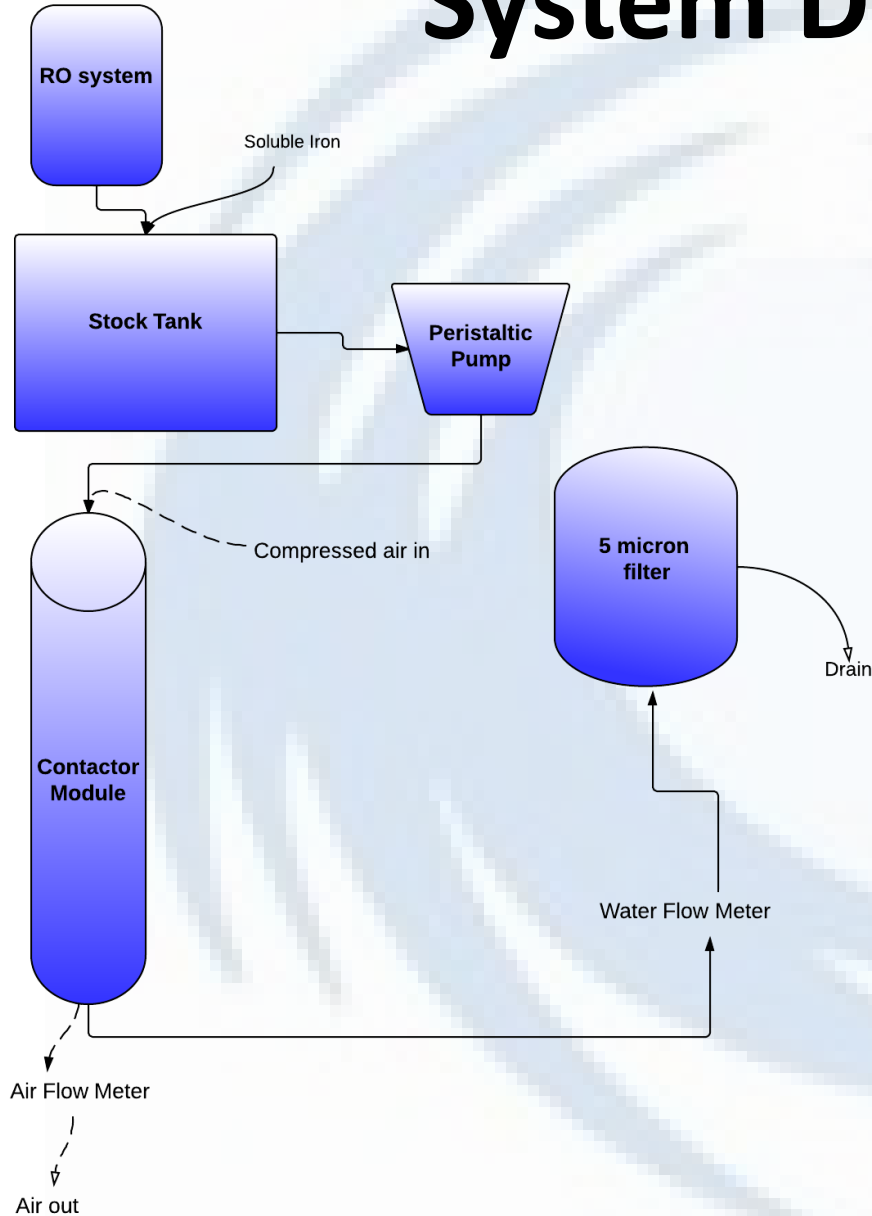 System D
RO system
Soluble Iron
Stock Tank
Peristaltic
Pump
Compressed air in
5 micron
filter
Drain
Contactor
Module
Water Flow Meter
Air Flow Meter
Air out